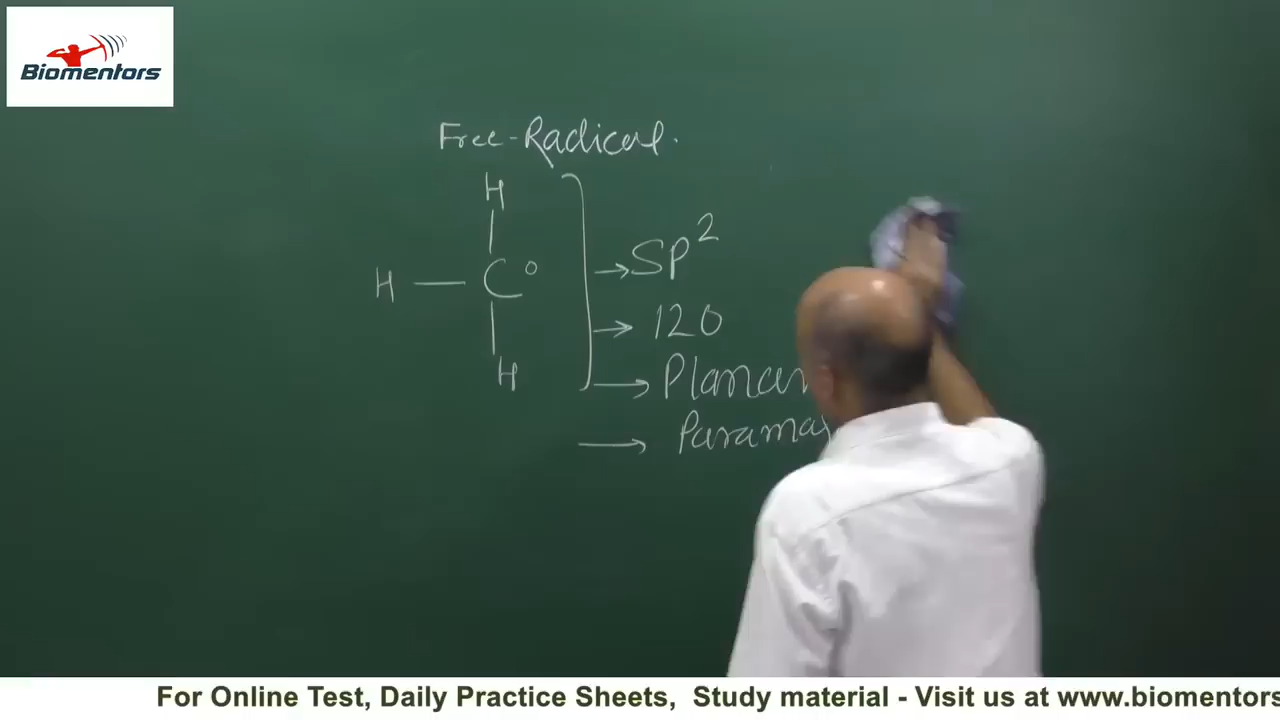 Biomentors
Free-Radical.
H
H — C°
H
→ SP²
→ 120
→ Planar
→
For Online Test, Daily Practice Sheets, Study material - Visit us at www.biomentors